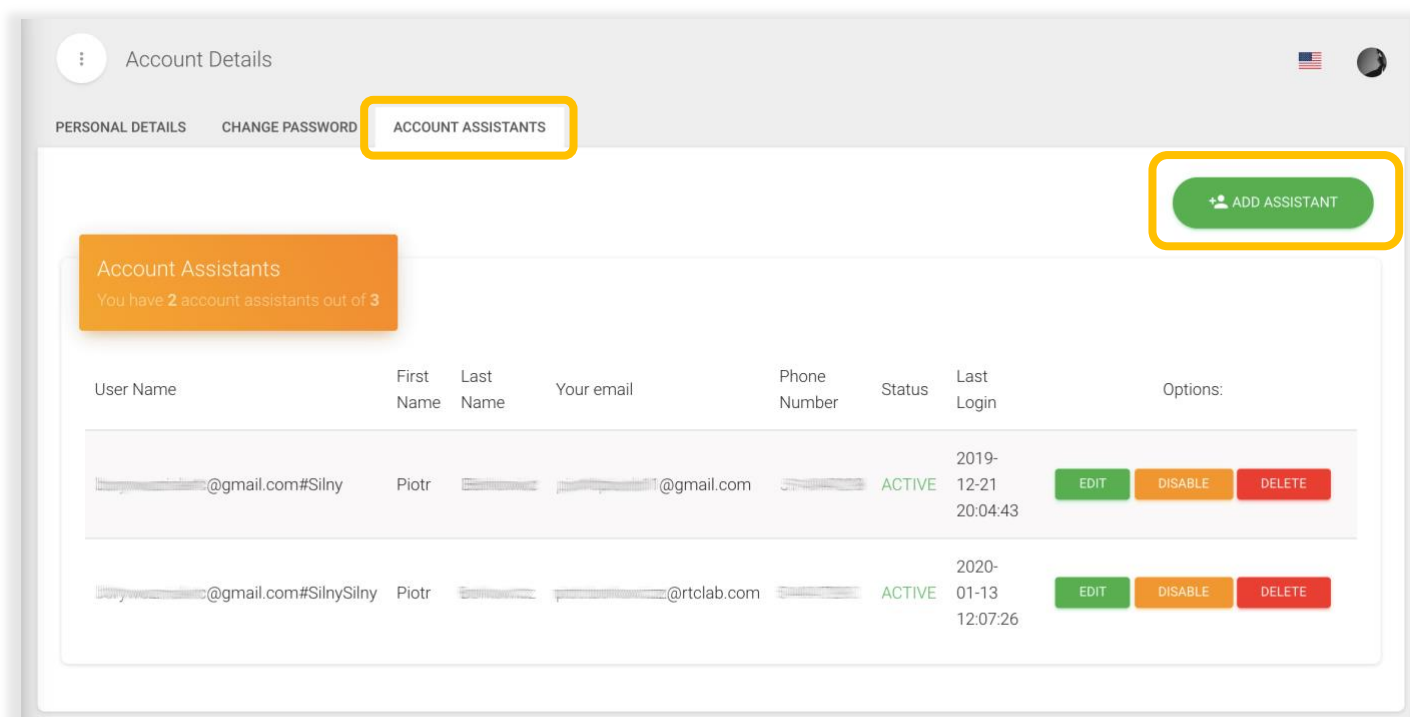 Account Details
PERSONAL DETAILS CHANGE PASSWORD ACCOUNT ASSISTANTS
ADD ASSISTANT
Account Assistants
You have 2 account assistants out of 3
User Name First Name Last Name Your email Phone Number Status Last Login Options:
@gmail.com#Silny Piotr @gmail.com ACTIVE 2019-12-21 20:04:43 EDIT DISABLE DELETE
@gmail.com#SilnySilny Piotr @rtclab.com ACTIVE 2020-01-13 12:07:26 EDIT DISABLE DELETE